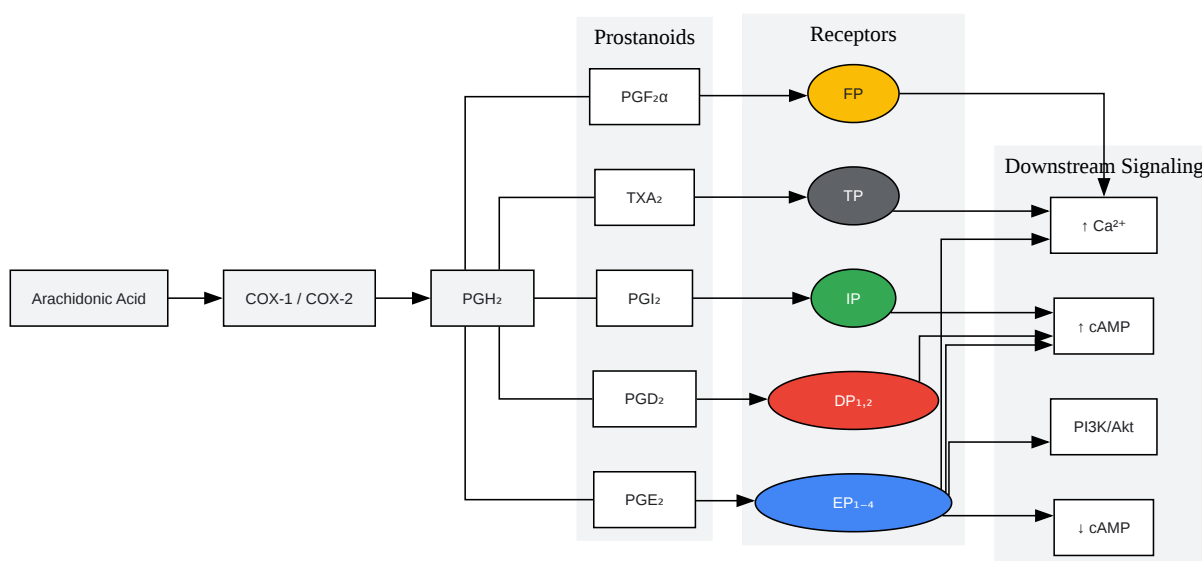 Prostanoids
Receptors
PGF₂α
FP
Downstream Signaling
TXA₂
TP
↑ Ca²⁺
Arachidonic Acid
COX-1 / COX-2
PGH₂
PGI₂
IP
↑ cAMP
PGD₂
DP₁,₂
PI3K/Akt
PGE₂
EP₁₋₄
↓ cAMP